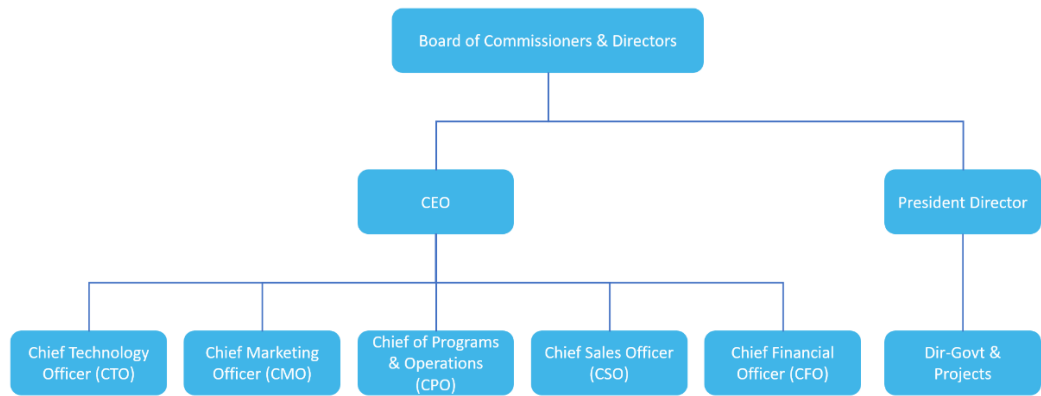 Board of Commissioners & Directors
CEO
President Director
Chief Technology
Officer (CTO)
Chief Marketing
Officer (CMO)
Chief of Programs
& Operations
(CPO)
Chief Sales Officer
(CSO)
Chief Financial
Officer (CFO)
Dir-Govt &
Projects